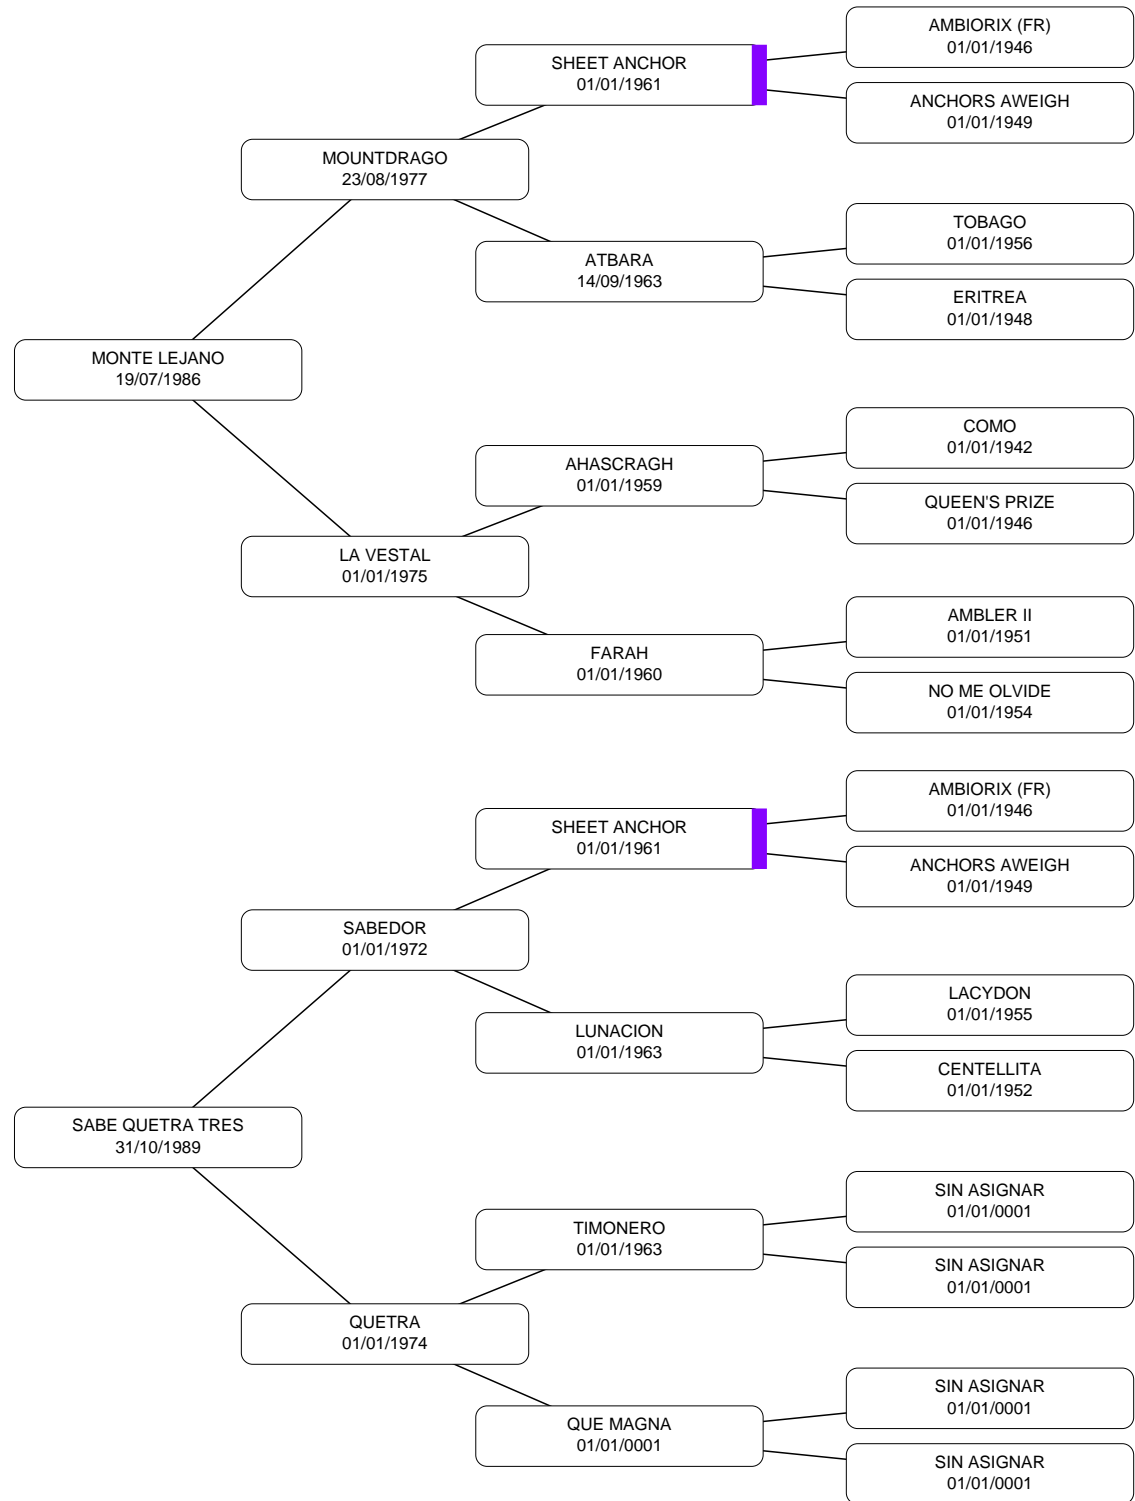 AMBIORIX (FR)
01/01/1946
SHEET ANCHOR
01/01/1961
ANCHORS AWEIGH
01/01/1949
MOUNTDRAGO
23/08/1977
TOBAGO
01/01/1956
ATBARA
14/09/1963
ERITREA
01/01/1948
MONTE LEJANO
19/07/1986
COMO
01/01/1942
AHASCRAGH
01/01/1959
QUEEN'S PRIZE
01/01/1946
LA VESTAL
01/01/1975
AMBLER II
01/01/1951
FARAH
01/01/1960
NO ME OLVIDE
01/01/1954
AMBIORIX (FR)
01/01/1946
SHEET ANCHOR
01/01/1961
ANCHORS AWEIGH
01/01/1949
SABEDOR
01/01/1972
LACYDON
01/01/1955
LUNACION
01/01/1963
CENTELLITA
01/01/1952
SABE QUETRA TRES
31/10/1989
SIN ASIGNAR
01/01/0001
TIMONERO
01/01/1963
SIN ASIGNAR
01/01/0001
QUETRA
01/01/1974
SIN ASIGNAR
01/01/0001
QUE MAGNA
01/01/0001
SIN ASIGNAR
01/01/0001